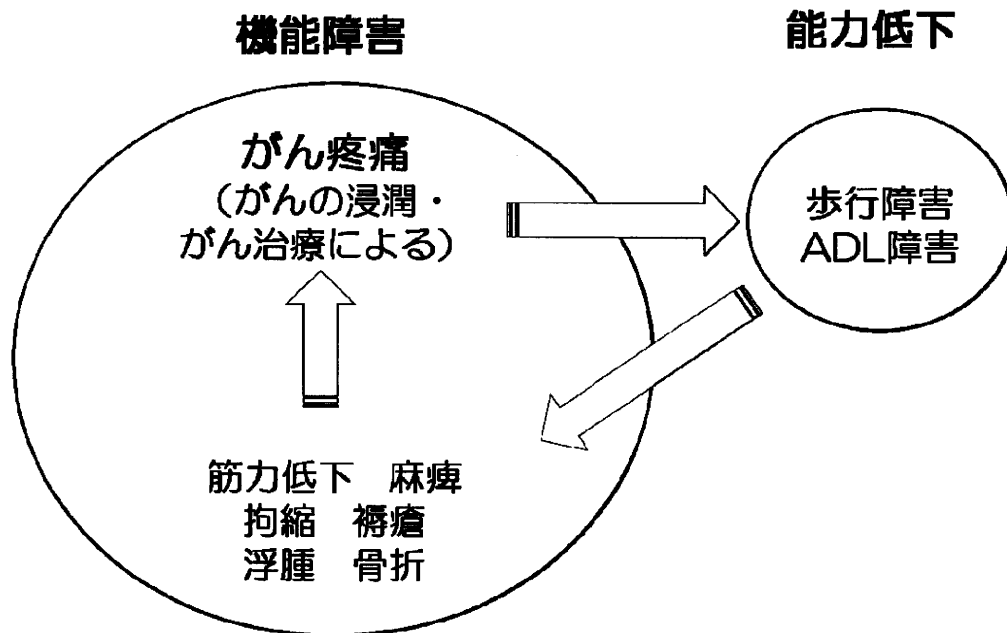 機能障害
能力低下
がん疼痛
(がんの浸潤・
がん治療による)
歩行障害
ADL障害
筋力低下 麻痺
拘縮 褥瘡
浮腫 骨折